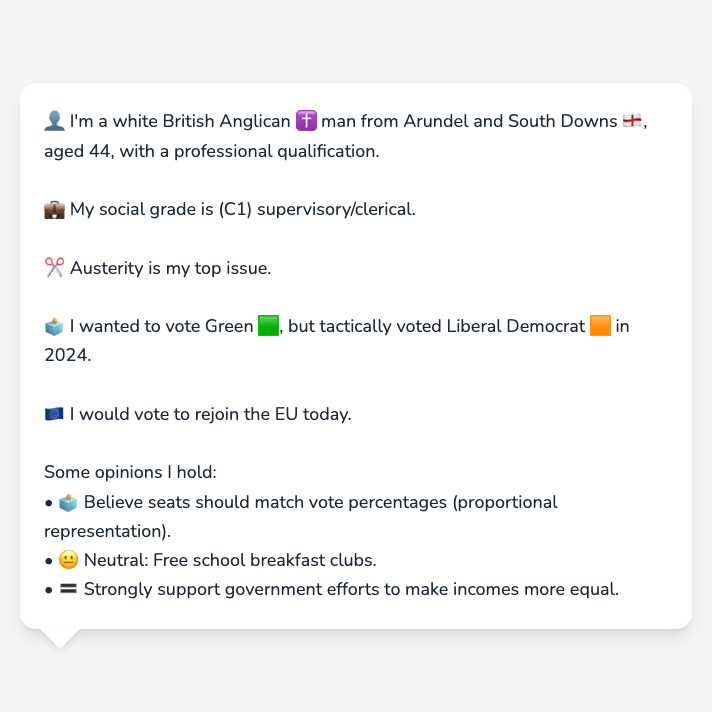 👤 I'm a white British Anglican ✝️ man from Arundel and South Downs 🏴󠁧󠁢󠁥󠁮󠁧󠁿,
aged 44, with a professional qualification.
💼 My social grade is (C1) supervisory/clerical.
✂️ Austerity is my top issue.
🗳️ I wanted to vote Green 🟩, but tactically voted Liberal Democrat 🟧 in
2024.
🇪🇺 I would vote to rejoin the EU today.
Some opinions I hold:
• 🗳️ Believe seats should match vote percentages (proportional
representation).
• 😐 Neutral: Free school breakfast clubs.
• 🟰 Strongly support government efforts to make incomes more equal.